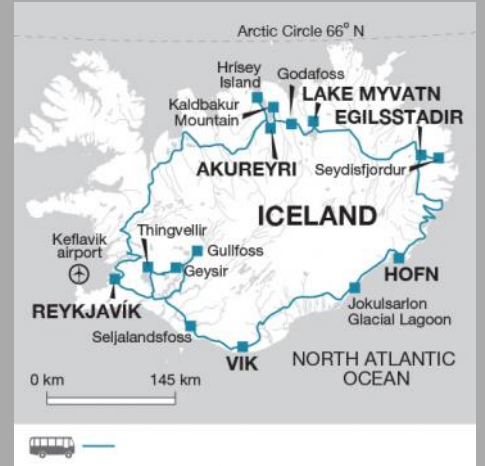 Arctic Circle 66° N
Hrísey
Island
Godafoss
Kaldbakur
Mountain
LAKE MYVATN
EGILSSTADIR
AKUREYRI
Seydisfjordur
ICELAND
Thingvellir
Keflavik
airport
Gullfoss
Geysir
HOFN
REYKJAVÍK
Jokulsarlon
Glacial Lagoon
Seljalandsfoss
VIK
NORTH ATLANTIC
OCEAN
0 km
145 km